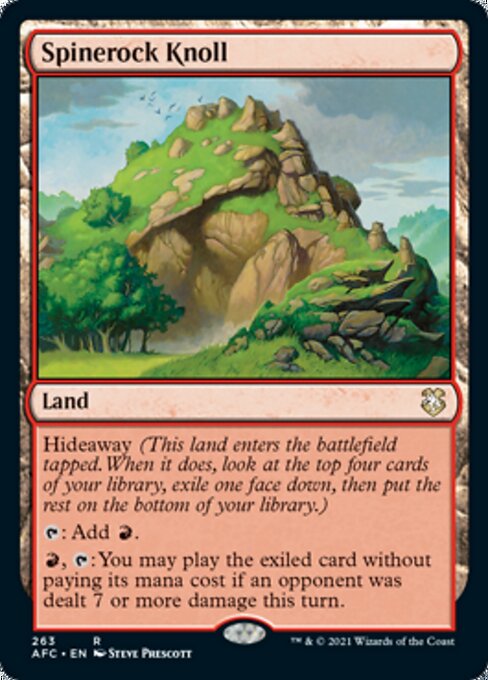 Spinerock Knoll
Land
Hideaway (This land enters the battlefield
tapped. When it does, look at the top four cards
of your library, exile one face down, then put the
rest on the bottom of your library.)
: Add .
, : You may play the exiled card without
paying its mana cost if an opponent was
dealt 7 or more damage this turn.
263 R
™ & © 2021 Wizards of the Coast
AFC • EN Steve Prescott